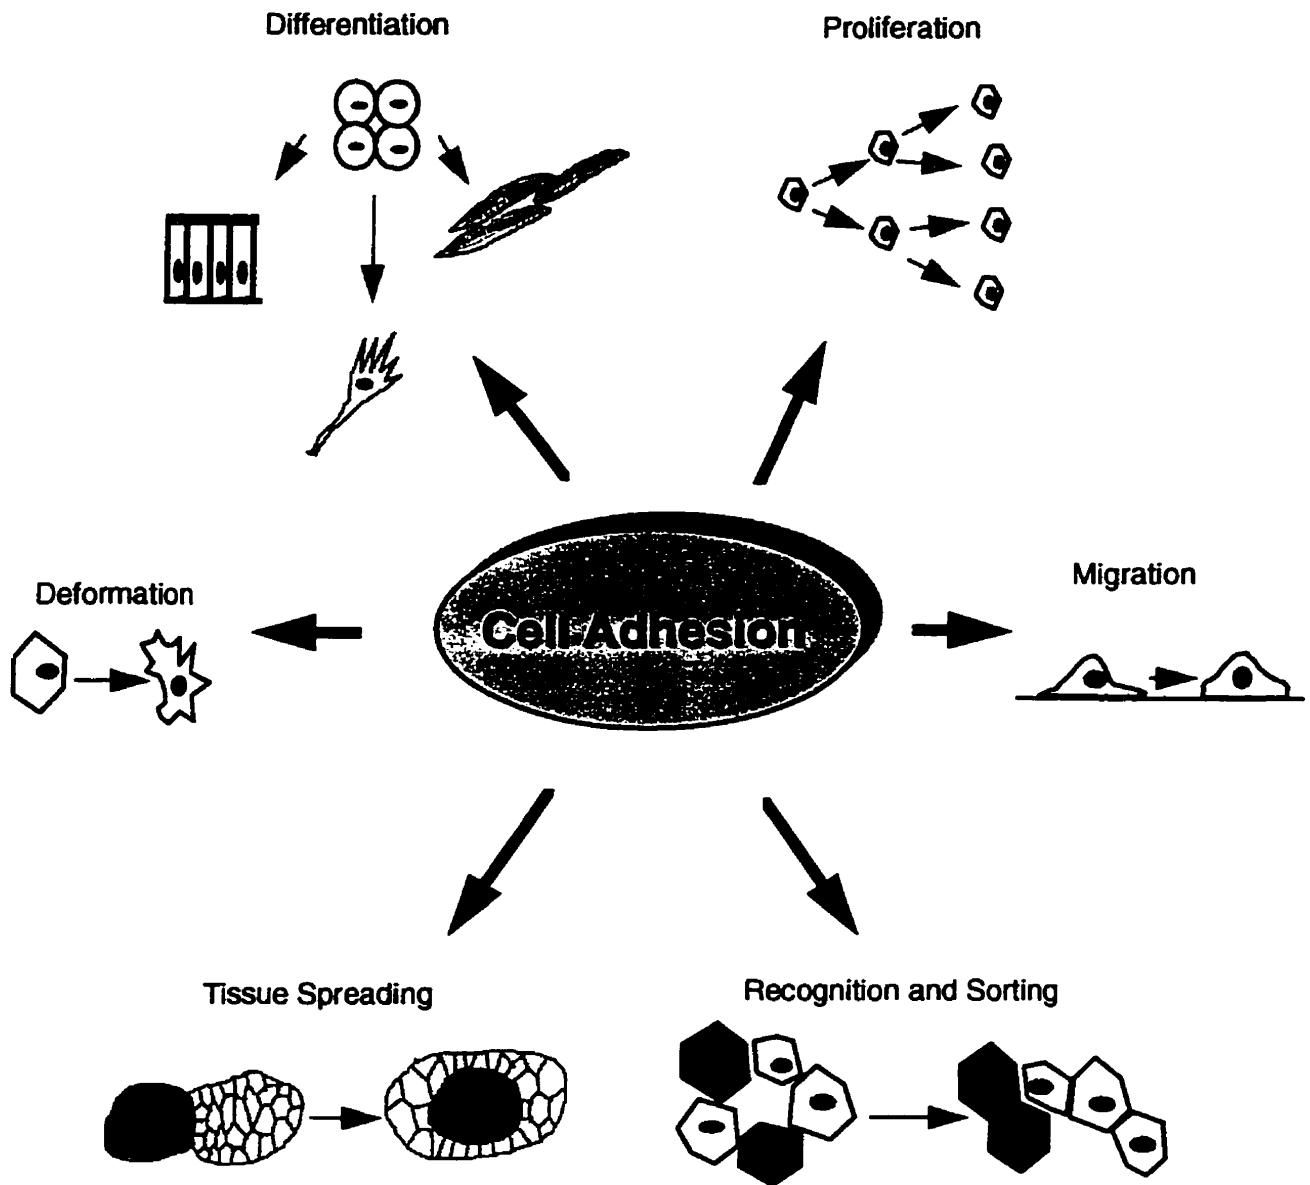 Differentiation
Proliferation
Deformation
Cell Adhesion
Migration
Tissue Spreading
Recognition and Sorting